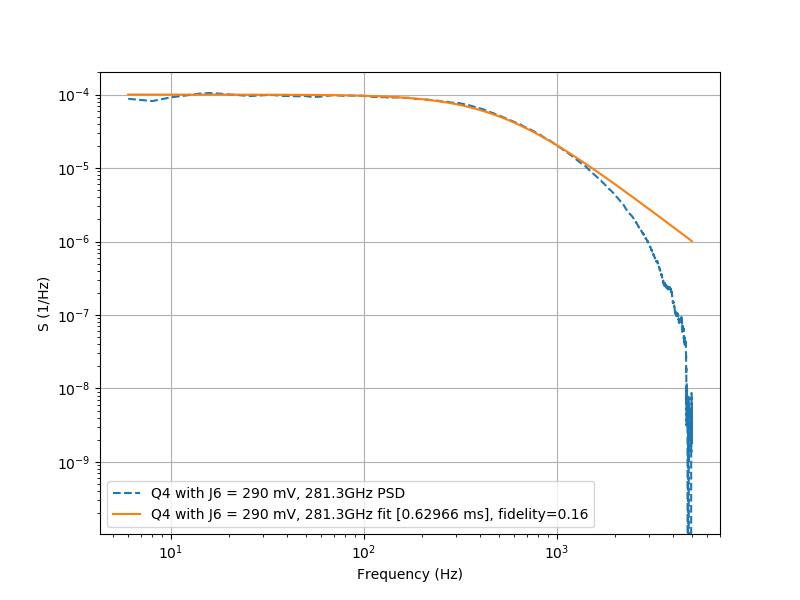 10⁻⁴
10⁻⁵
10⁻⁶
10⁻⁷
10⁻⁸
10⁻⁹
S (1/Hz)
Q4 with J6 = 290 mV, 281.3GHz PSD
Q4 with J6 = 290 mV, 281.3GHz fit [0.62966 ms], fidelity=0.16
10¹ 10² 10³
Frequency (Hz)